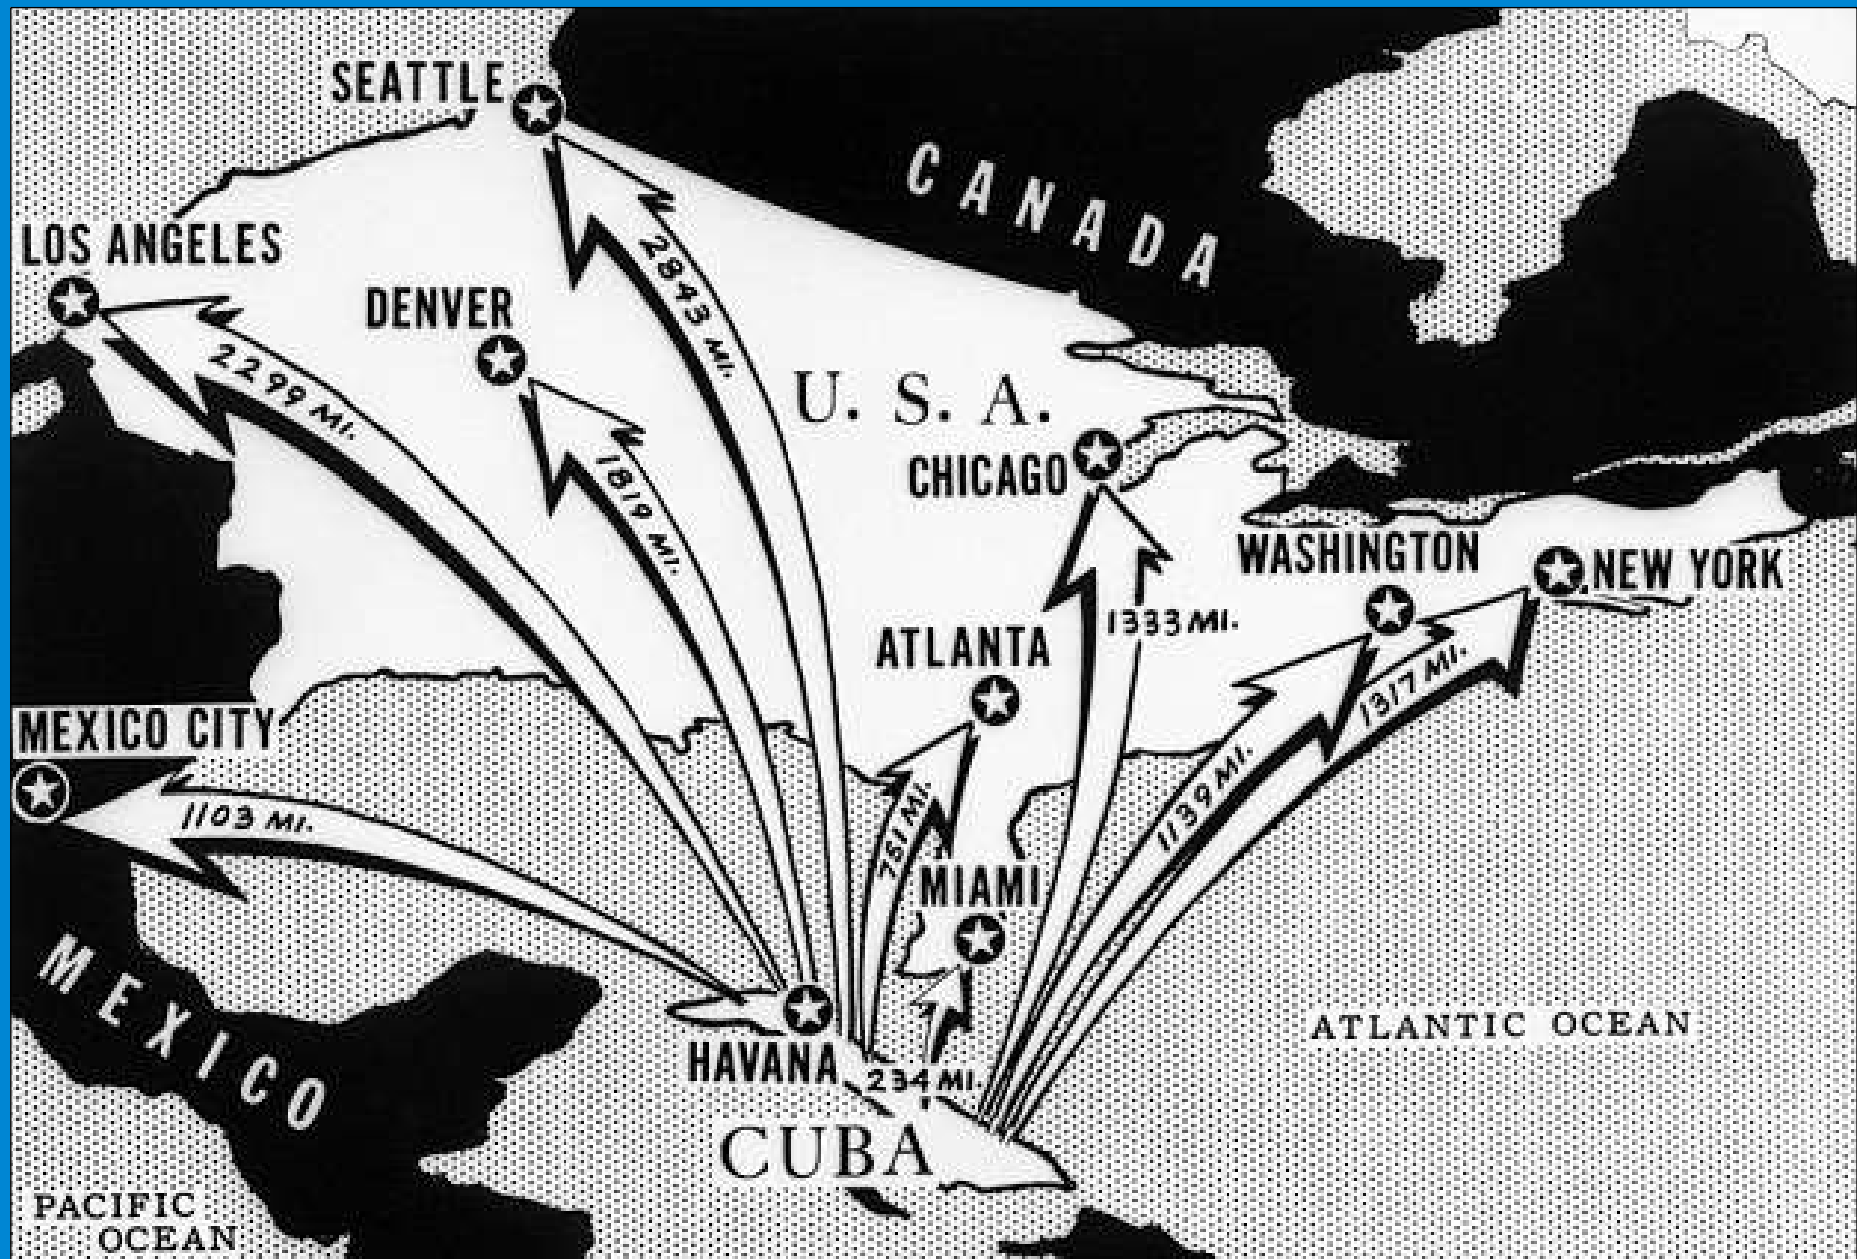 SEATTLE
CANADA
LOS ANGELES
2843 MI.
DENVER
2299 MI.
U. S. A.
CHICAGO
1819 MI.
WASHINGTON
NEW YORK
1333 MI.
ATLANTA
1317 MI.
MEXICO CITY
1139 MI.
1103 MI.
751 MI.
MIAMI
MEXICO
ATLANTIC OCEAN
HAVANA
234 MI.
CUBA
PACIFIC
OCEAN